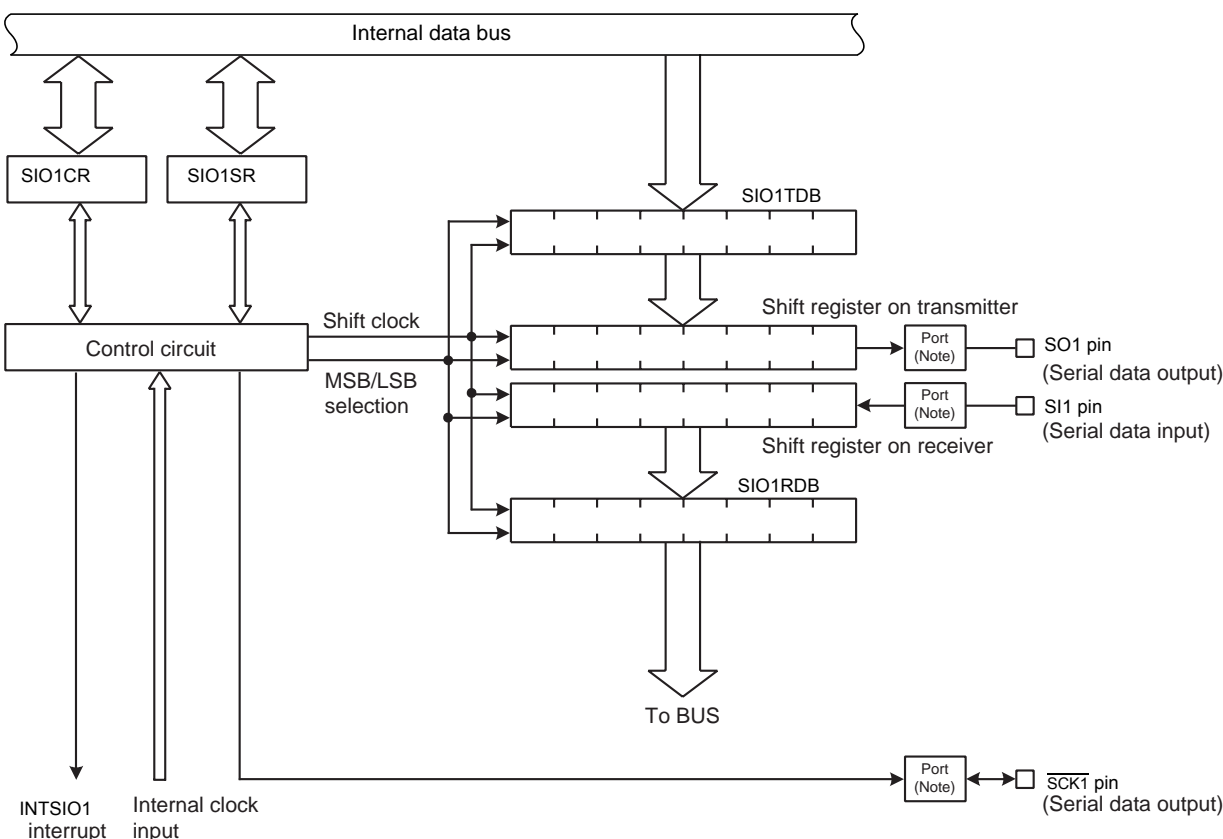 Internal data bus
SIO1CR
SIO1SR
SIO1TDB
Shift register on transmitter
Shift clock
Control circuit
MSB/LSB
selection
Port
(Note)
SO1 pin
(Serial data output)
Port
(Note)
SI1 pin
(Serial data input)
Shift register on receiver
SIO1RDB
To BUS
Port
(Note)
SCK1 pin
(Serial data output)
INTSIO1
interrupt
Internal clock
input